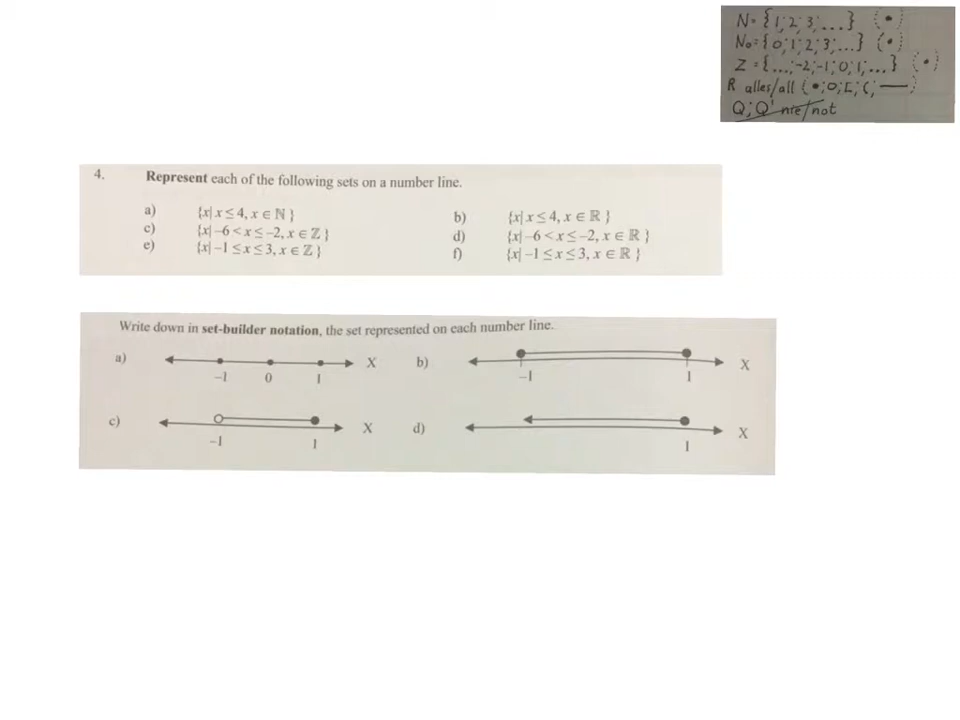 N = {1; 2; 3; ...} (•)
N₀ = {0; 1; 2; 3; ...} (•)
Z = {...; -2; -1; 0; 1; ...} (•)
R alles/all (•; o; [; (; —)
Q; Q' nie/not
4. Represent each of the following sets on a number line.
a) {x| x ≤ 4, x ∈ ℕ } b) {x| x ≤ 4, x ∈ ℝ }
c) {x| −6 < x ≤ −2, x ∈ ℤ } d) {x| −6 < x ≤ −2, x ∈ ℝ }
e) {x| −1 ≤ x ≤ 3, x ∈ ℤ } f) {x| −1 ≤ x ≤ 3, x ∈ ℝ }
Write down in set-builder notation, the set represented on each number line.
a) X b) X
−1 0 1 −1 1
c) X d) X
−1 1 1